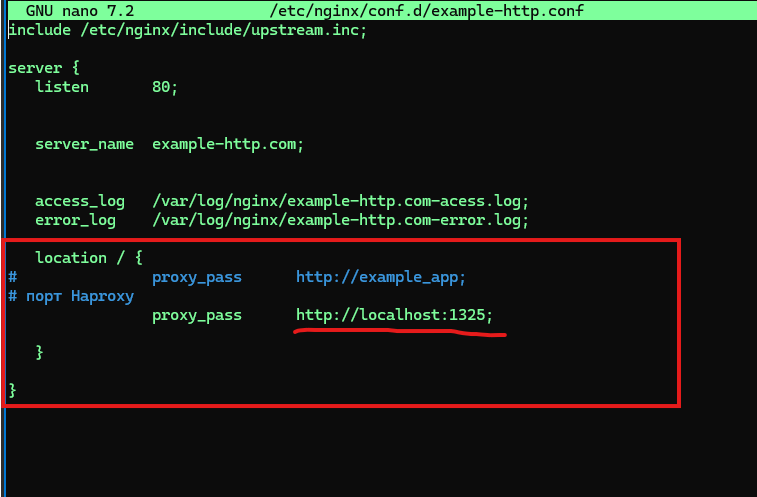 GNU nano 7.2 /etc/nginx/conf.d/example-http.conf
include /etc/nginx/include/upstream.inc;
server {
listen 80;
server_name example-http.com;
access_log /var/log/nginx/example-http.com-acess.log;
error_log /var/log/nginx/example-http.com-error.log;
location / {
# proxy_pass http://example_app;
# порт Haproxy
proxy_pass http://localhost:1325;
}
}